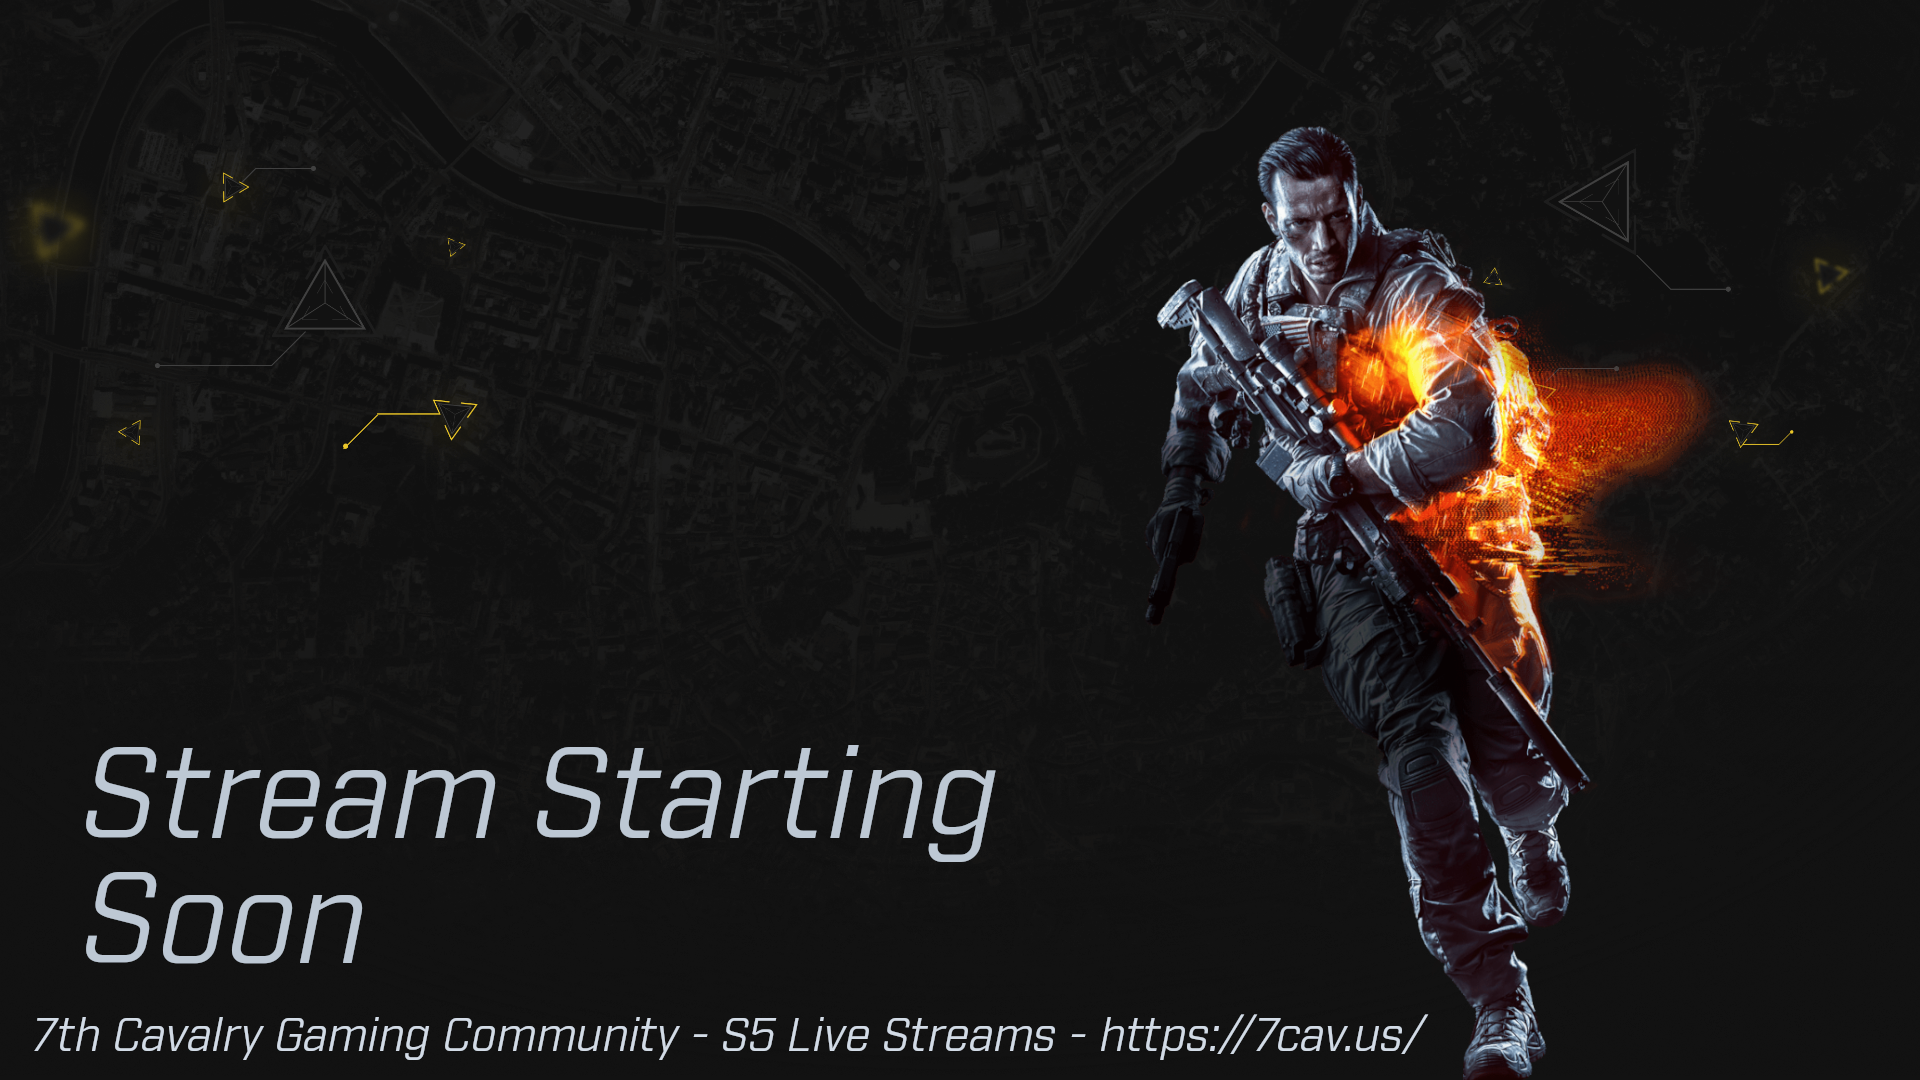 Stream Starting
Soon
7th Cavalry Gaming Community - S5 Live Streams - https://7cav.us/